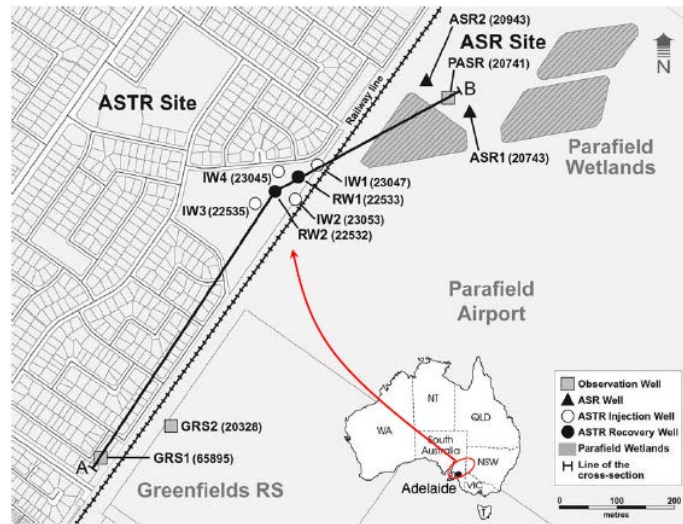 ASR2 (20943)
ASR Site
PASR (20741)
N
B
ASTR Site
Railway line
ASR1 (20743)
Parafield
Wetlands
IW4 (23045)
IW1 (23047)
RW1 (22533)
IW3 (22535)
IW2 (23053)
RW2 (22532)
Parafield
Airport
GRS2 (20328)
A
GRS1 (65895)
Greenfields RS
NT
QLD
WA
South
Australia
NSW
VIC
T
Adelaide
Observation Well
ASR Well
ASTR Injection Well
ASTR Recovery Well
Parafield Wetlands
Line of the
cross-section
0 100 200
metres